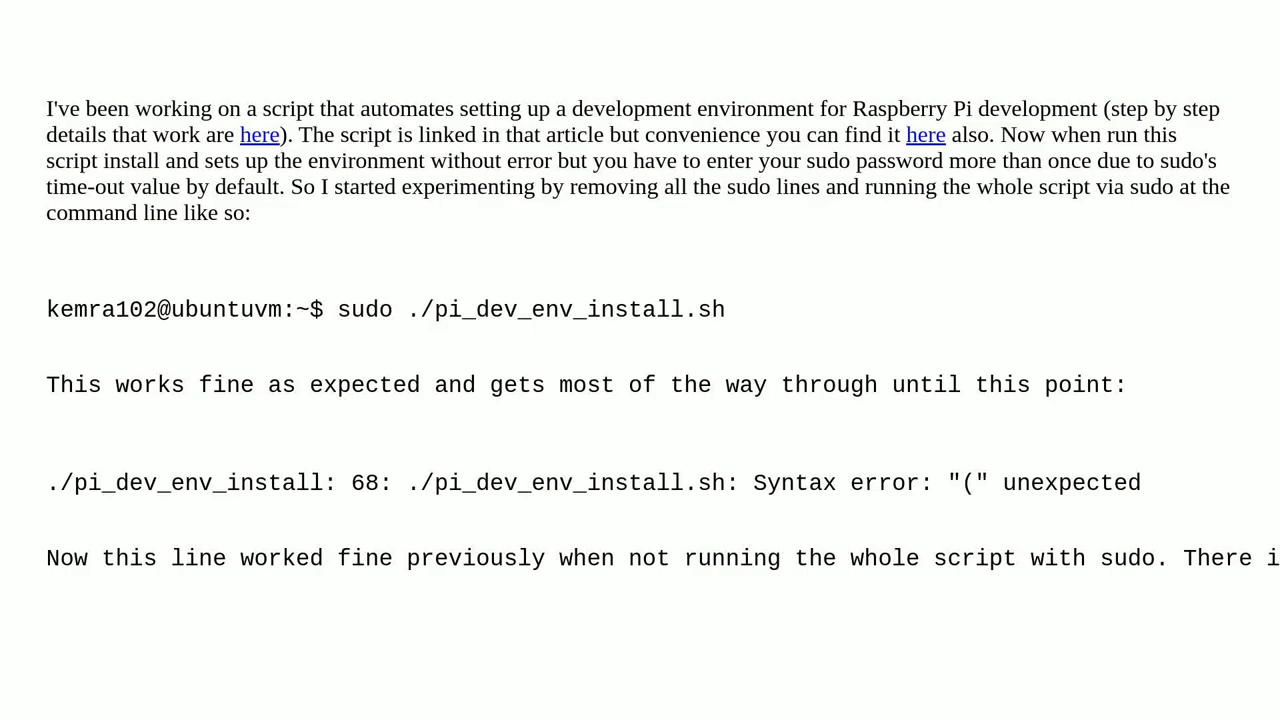 I've been working on a script that automates setting up a development environment for Raspberry Pi development (step by step
details that work are here). The script is linked in that article but convenience you can find it here also. Now when run this
script install and sets up the environment without error but you have to enter your sudo password more than once due to sudo's
time-out value by default. So I started experimenting by removing all the sudo lines and running the whole script via sudo at the
command line like so:
kemra102@ubuntuvm:~$ sudo ./pi_dev_env_install.sh
This works fine as expected and gets most of the way through until this point:
./pi_dev_env_install: 68: ./pi_dev_env_install.sh: Syntax error: "(" unexpected
Now this line worked fine previously when not running the whole script with sudo. There i